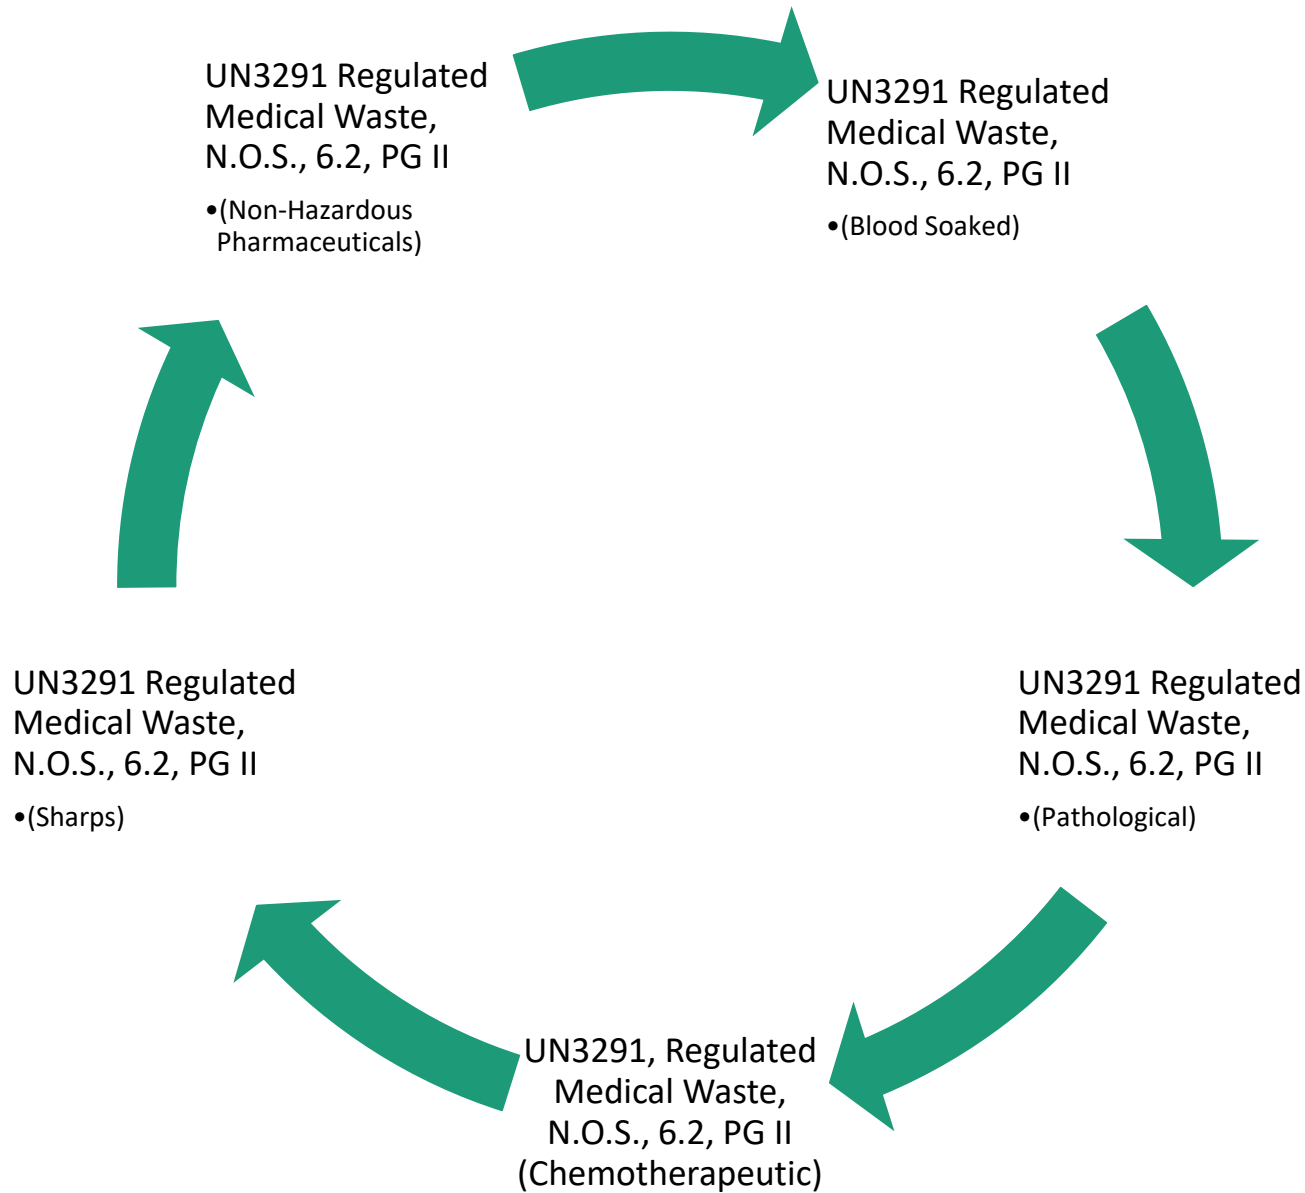 UN3291 Regulated
Medical Waste,
N.O.S., 6.2, PG II
•(Non-Hazardous
Pharmaceuticals)
UN3291 Regulated
Medical Waste,
N.O.S., 6.2, PG II
•(Blood Soaked)
UN3291 Regulated
Medical Waste,
N.O.S., 6.2, PG II
•(Pathological)
UN3291, Regulated
Medical Waste,
N.O.S., 6.2, PG II
(Chemotherapeutic)
UN3291 Regulated
Medical Waste,
N.O.S., 6.2, PG II
•(Sharps)